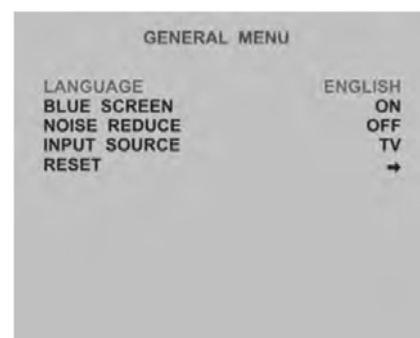 GENERAL MENU
LANGUAGE ENGLISH
BLUE SCREEN ON
NOISE REDUCE OFF
INPUT SOURCE TV
RESET ➡